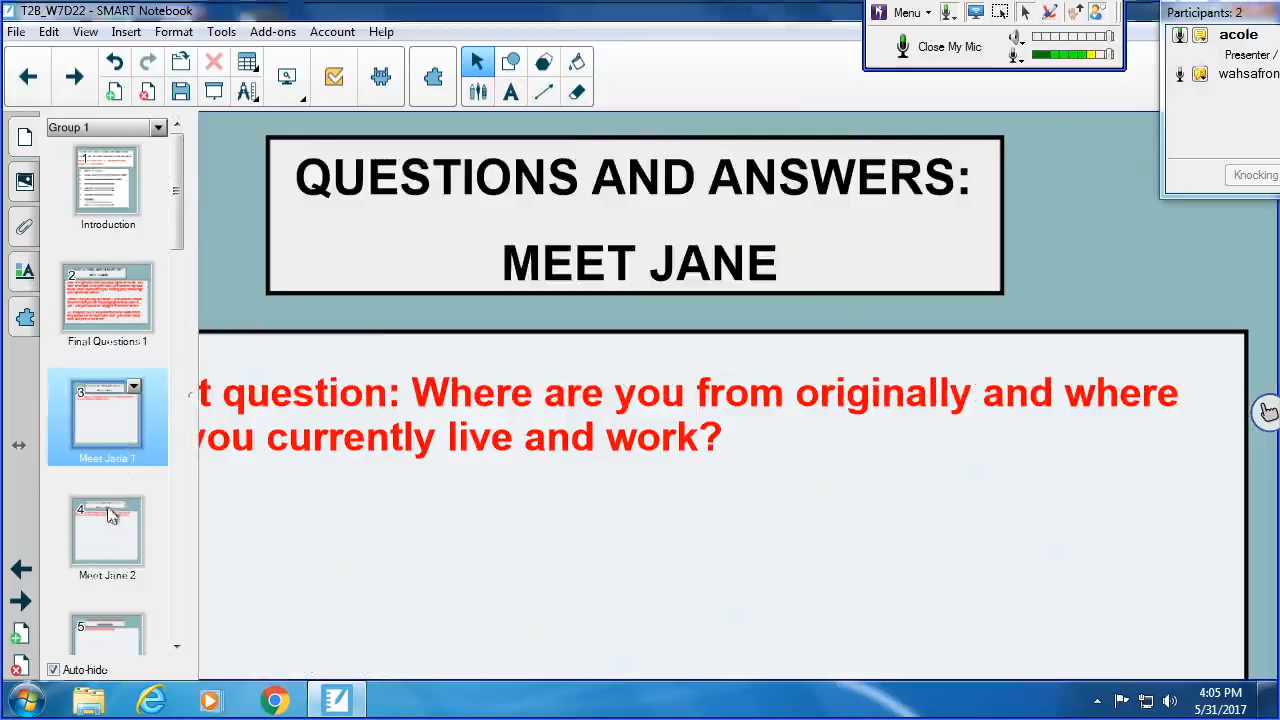 T2B_W7D22 - SMART Notebook
File Edit View Insert Format Tools Add-ons Account Help
Menu
Close My Mic
Participants: 2
acole
Presenter /
wahsafron
Knocking
Group 1
1
Introduction
2
Final Questions 1
3
Meet Jane 1
4
Meet Jane 2
5
Auto-hide
QUESTIONS AND ANSWERS:
MEET JANE
t question: Where are you from originally and where
you currently live and work?
4:05 PM
5/31/2017